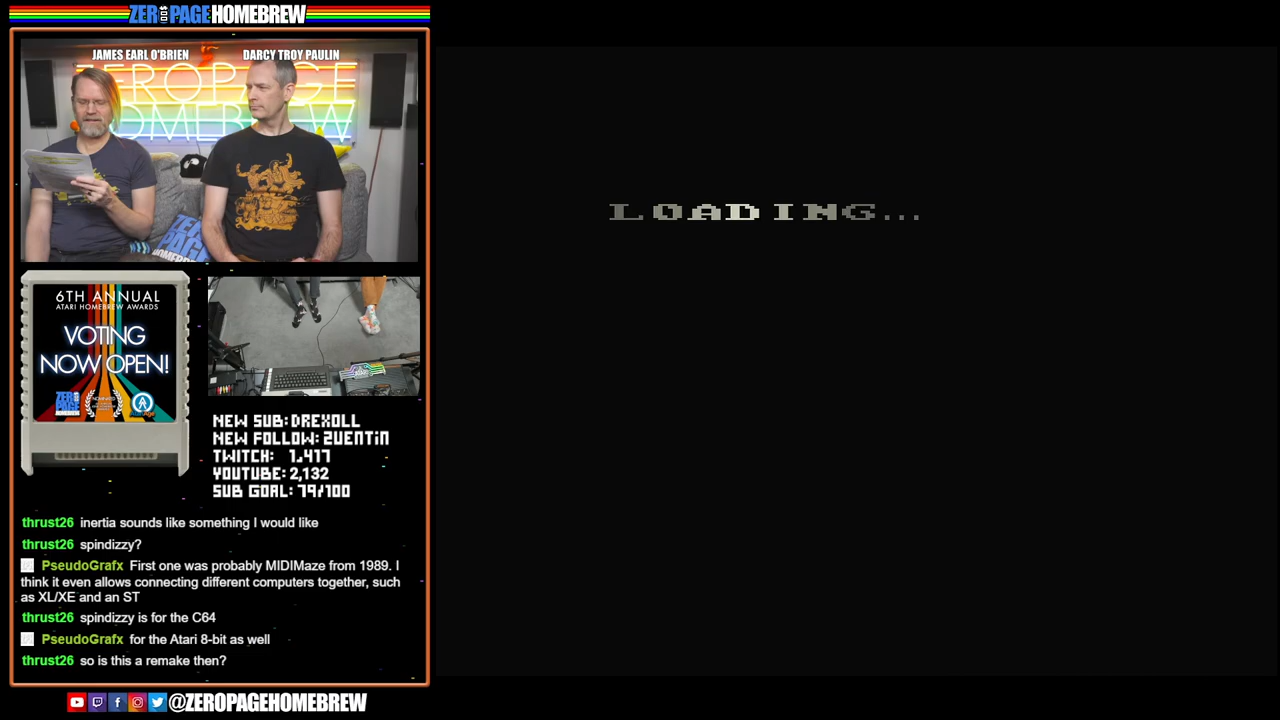 ZEROPAGE HOMEBREW
JAMES EARL O'BRIEN
DARCY TROY PAULIN
ZEROPAGE
HOMEBREW
LOADING...
6TH ANNUAL
ATARI HOMEBREW AWARDS
VOTING
NOW OPEN!
NEW SUB: DREXOLL
NEW FOLLOW: ZUENTIN
TWITCH: 1,417
YOUTUBE: 2,132
SUB GOAL: 79/100
thrust26 inertia sounds like something I would like
thrust26 spindizzy?
PseudoGrafx First one was probably MIDIMaze from 1989. I
think it even allows connecting different computers together, such
as XL/XE and an ST
thrust26 spindizzy is for the C64
PseudoGrafx for the Atari 8-bit as well
thrust26 so is this a remake then?
@ZEROPAGEHOMEBREW